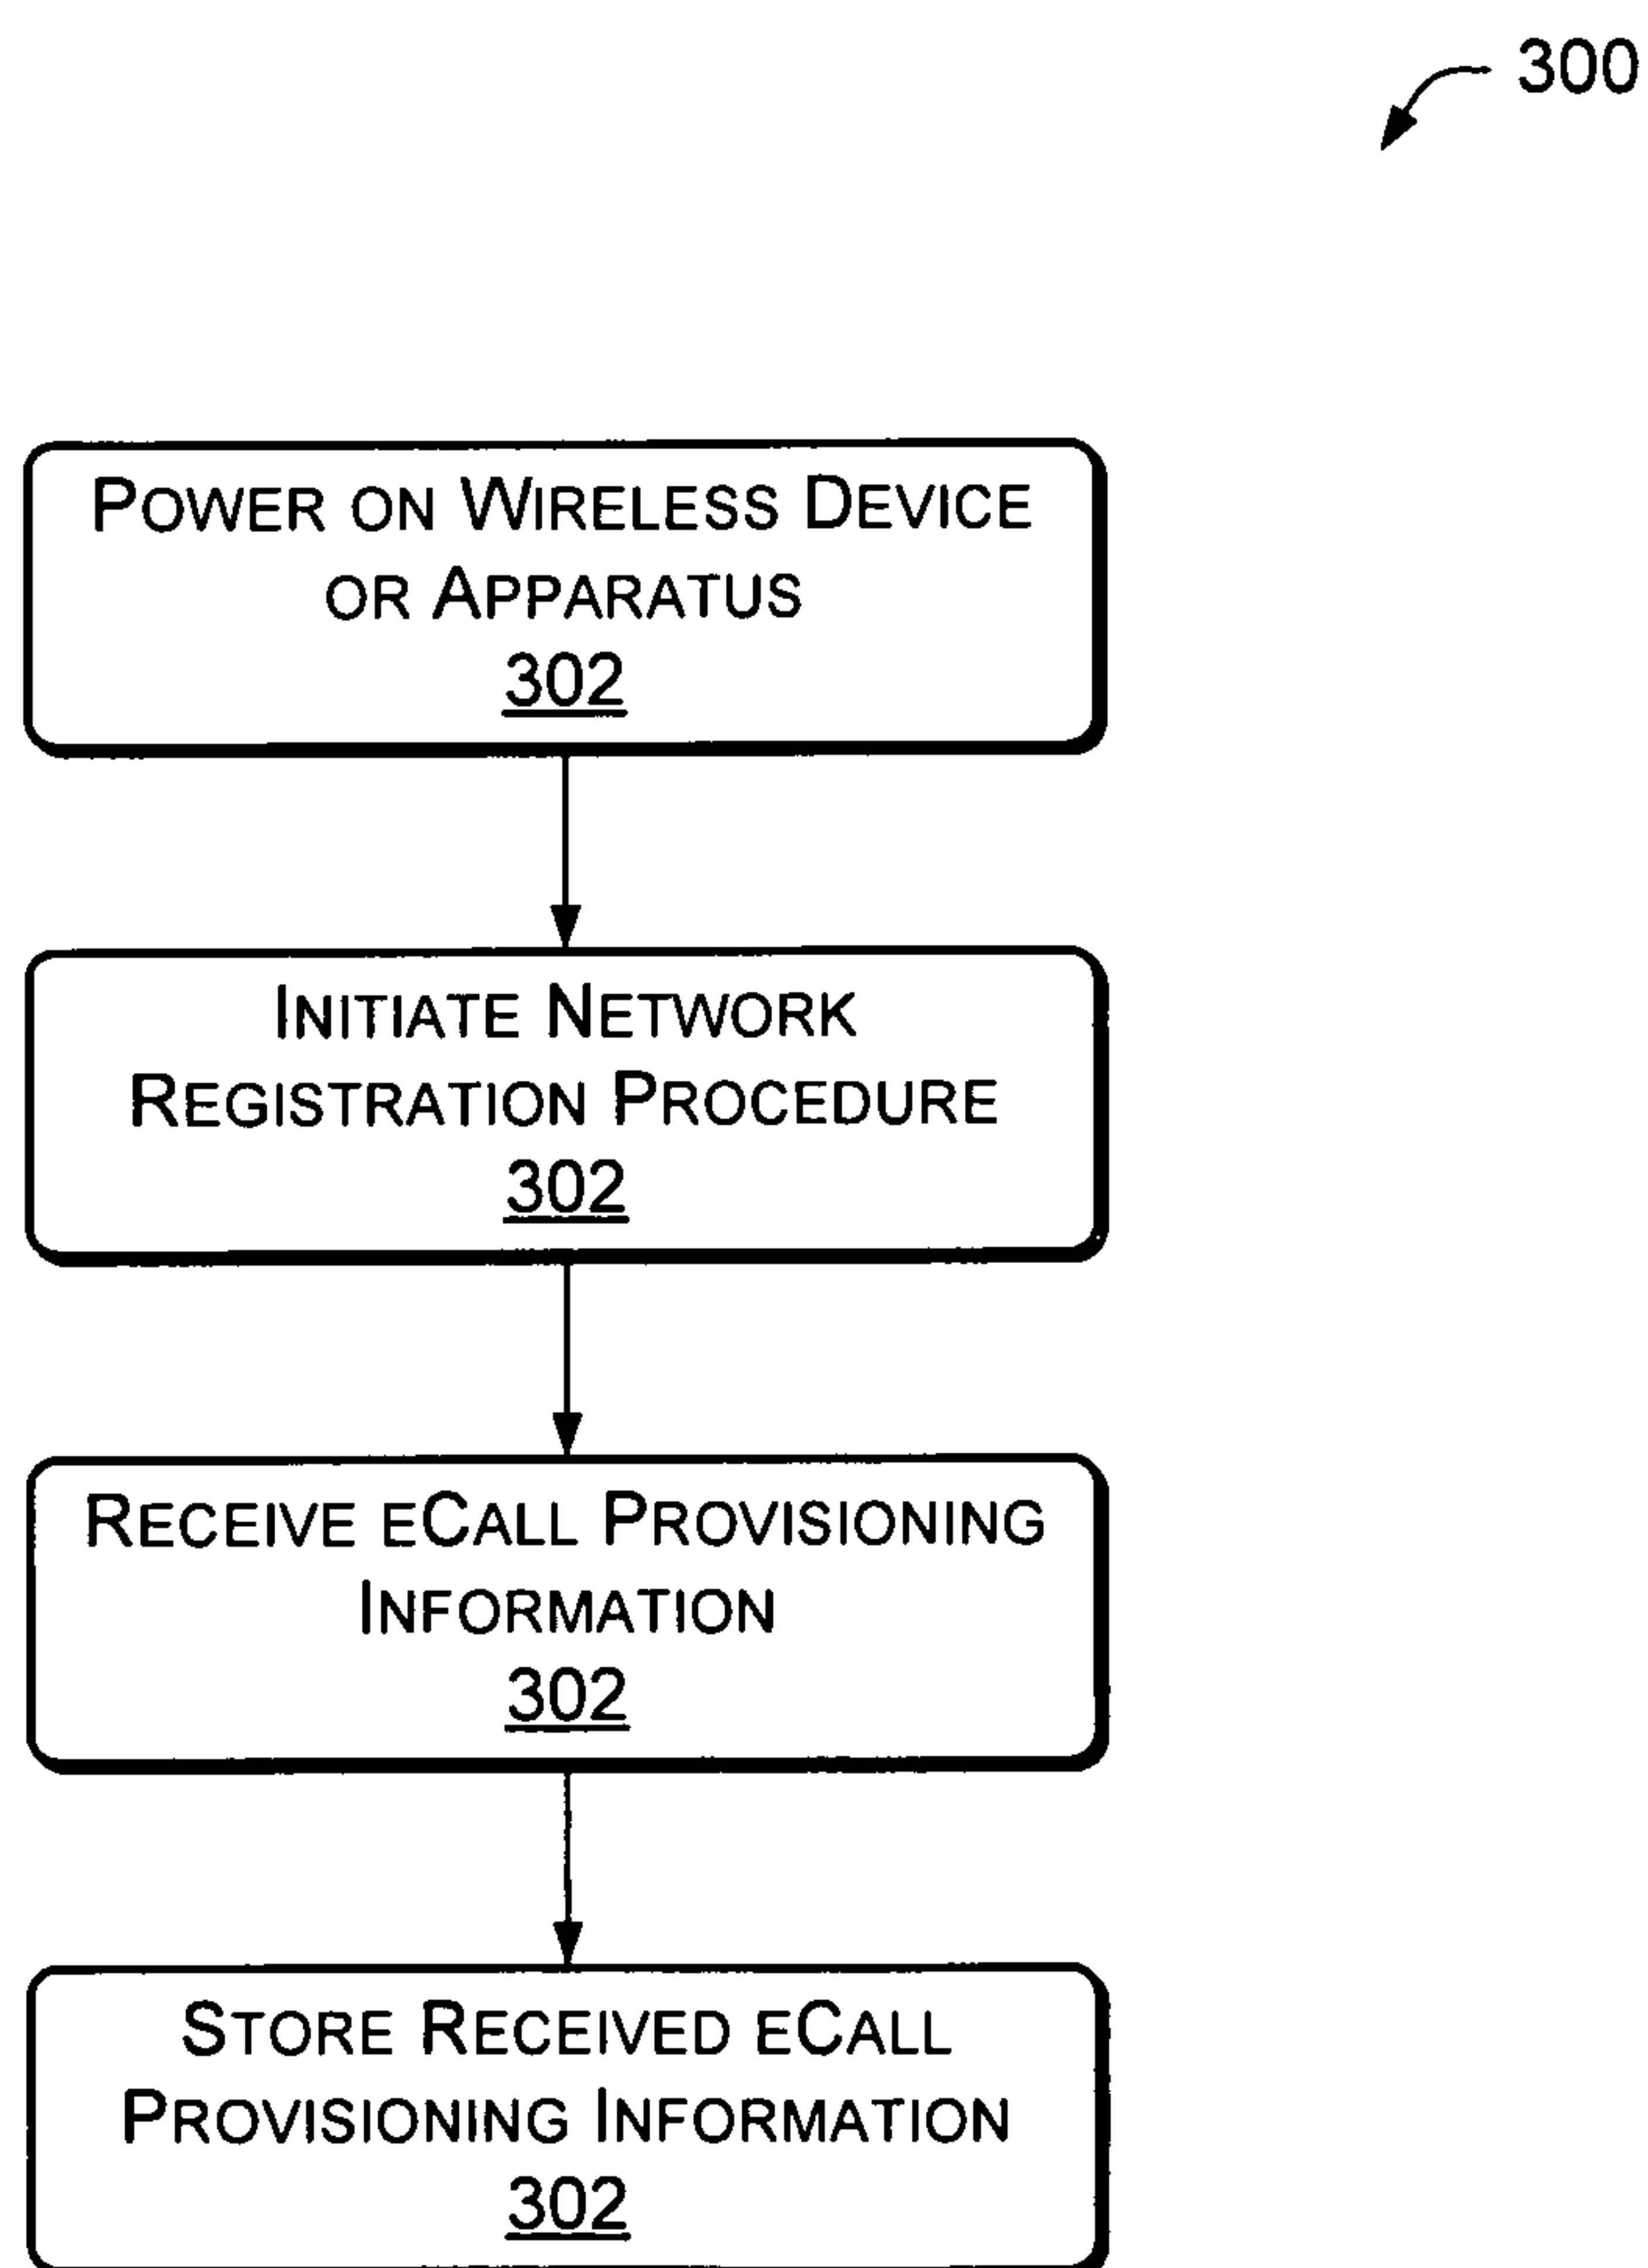 300
POWER ON WIRELESS DEVICE
OR APPARATUS
302
INITIATE NETWORK
REGISTRATION PROCEDURE
302
RECEIVE ECALL PROVISIONING
INFORMATION
302
STORE RECEIVED ECALL
PROVISIONING INFORMATION
302